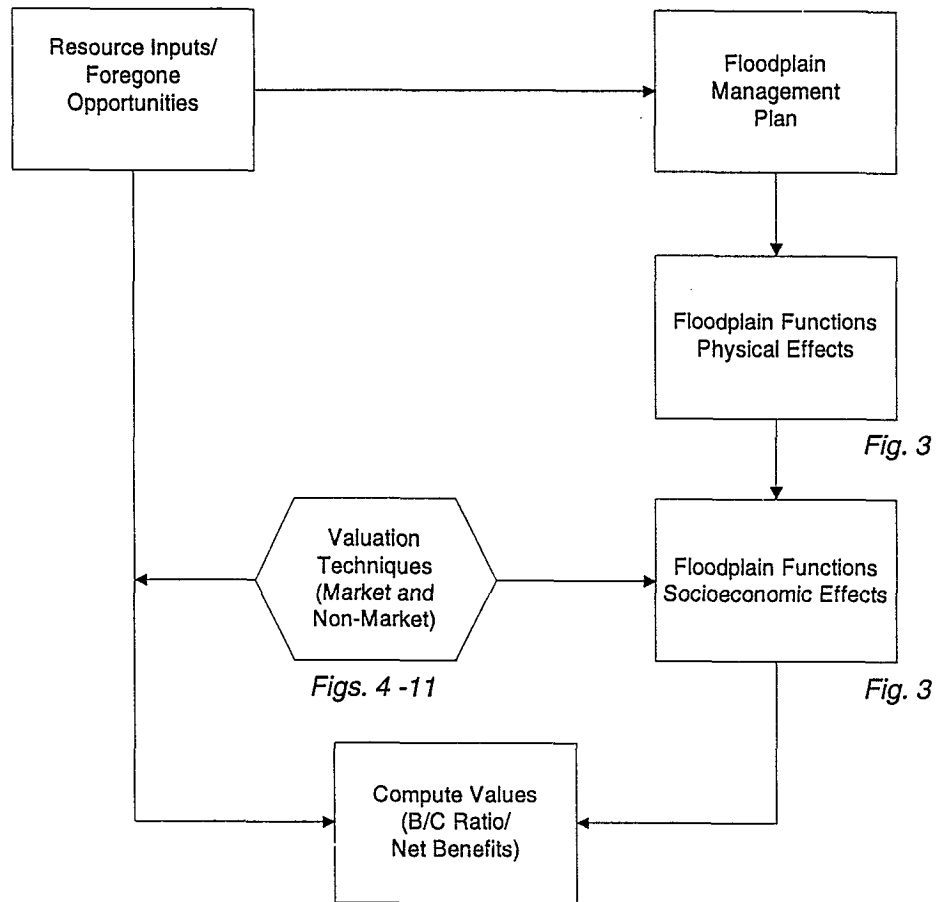 Resource Inputs/
Foregone
Opportunities
Floodplain
Management
Plan
Floodplain Functions
Physical Effects
Fig. 3
Valuation
Techniques
(Market and
Non-Market)
Figs. 4 -11
Floodplain Functions
Socioeconomic Effects
Fig. 3
Compute Values
(B/C Ratio/
Net Benefits)